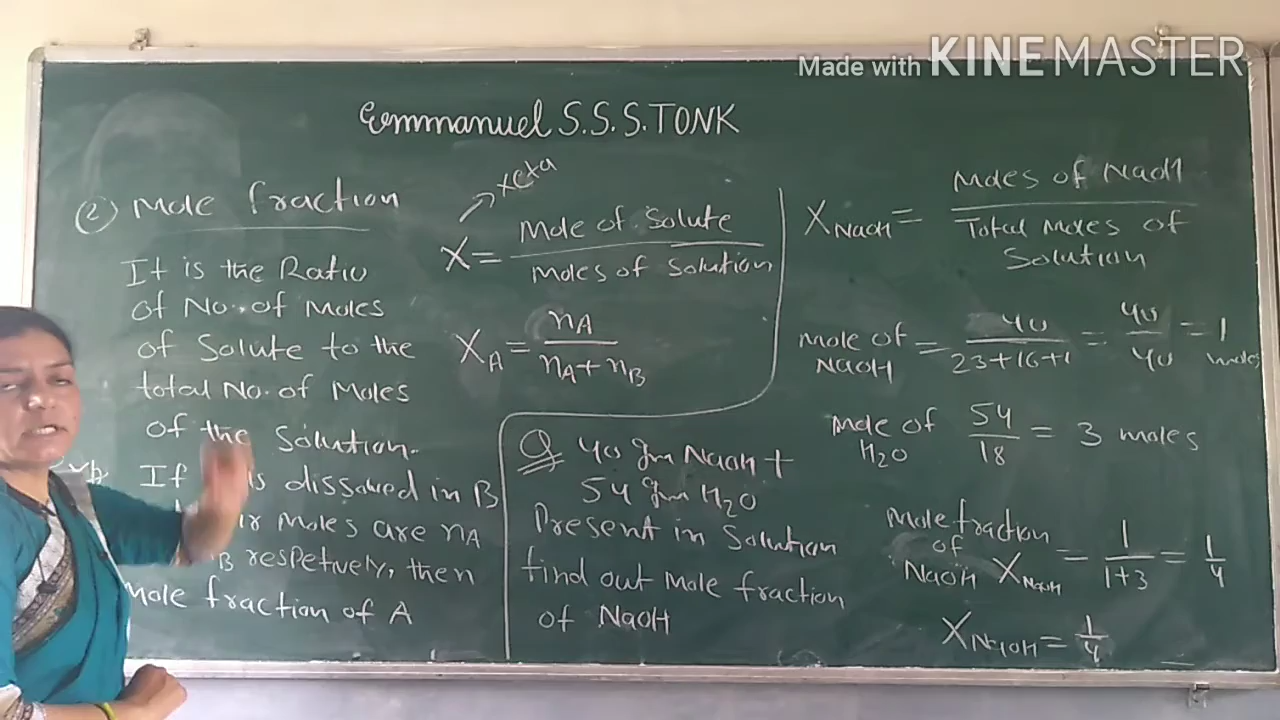 Made with KINEMASTER
Emmanuel S.S.S.TONK
(2) Mole fraction
It is the Ratio
of No. of Moles
of Solute to the
total No. of Moles
of the Solution.
If is dissolved in B
moles are nA
B respetively, then
Mole fraction of A
xeta
X = Mole of Solute
Moles of Solution
XA = nA
nA + nB
Q 40 gm NaOH +
54 gm H2O
Present in Solution
find out Mole fraction
of NaOH
XNaOH = Moles of NaOH
Total Moles of
Solution
Mole of NaOH = 40/23+16+1 = 40/40 = 1 moles
Mole of H2O 54/18 = 3 moles
Mole fraction
of
NaOH XNaOH = 1/1+3 = 1/4
XNaOH = 1/4